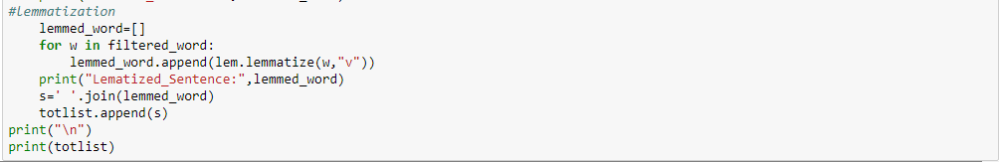 #Lemmatization
lemmed_word=[]
for w in filtered_word:
lemmed_word.append(lem.lemmatize(w,"v"))
print("Lematized_Sentence:",lemmed_word)
s=' '.join(lemmed_word)
totlist.append(s)
print("\n")
print(totlist)